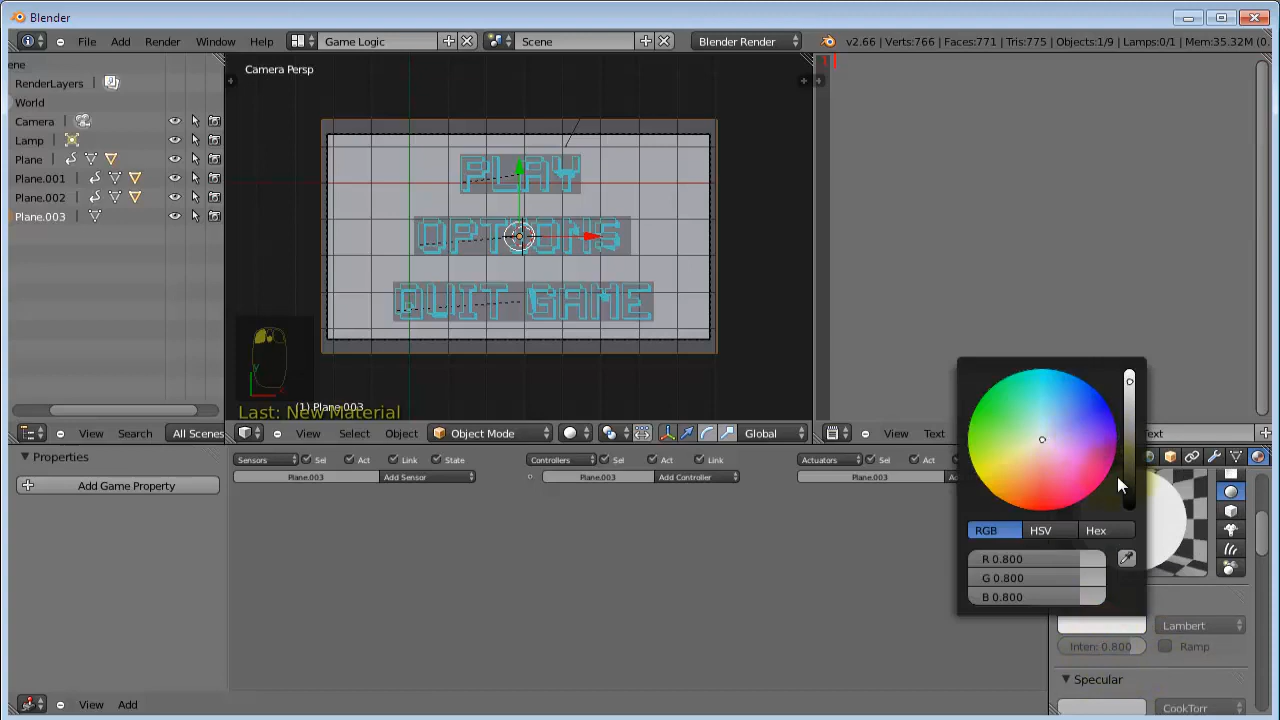 Blender
File Add Render Window Help Game Logic Scene Blender Render v2.66 | Verts:766 | Faces:771 | Tris:775 | Objects:1/9 | Lamps:0/1 | Mem:35.32M (0.
ene
RenderLayers
World
Camera
Lamp
Plane
Plane.001
Plane.002
Plane.003
Camera Persp
PLAY
OPTIONS
QUIT GAME
(1) Plane.003
Last: New Material
View Search All Scenes
View Select Object Object Mode Global
View Text Text
Properties
Add Game Property
Sensors Sel Act Link State
Plane.003 Add Sensor
Controllers Sel Act Link
Plane.003 Add Controller
Actuators Sel Act
Plane.003 Ad
RGB HSV Hex
R 0.800
G 0.800
B 0.800
Lambert
Inten: 0.800 Ramp
Specular
CookTorr
View Add